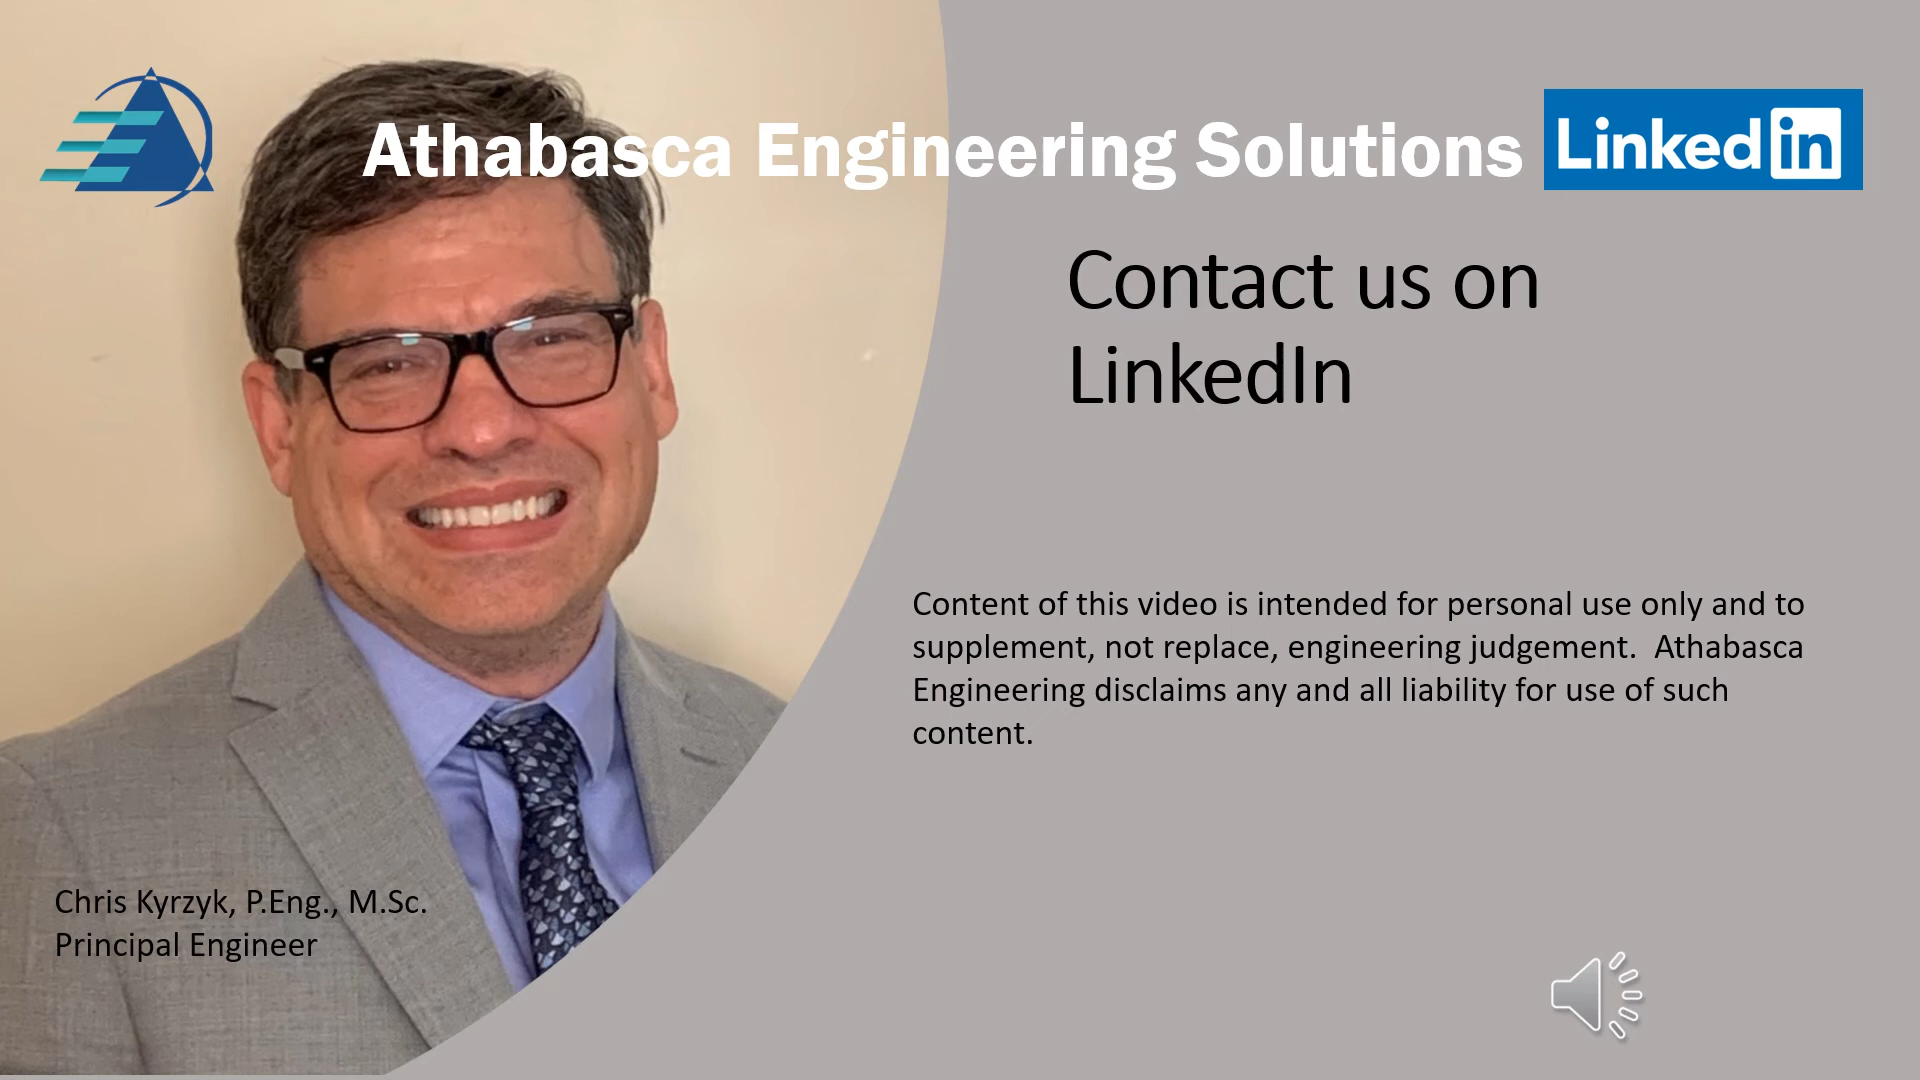 Athabasca Engineering Solutions
Linked in
Contact us on
LinkedIn
Content of this video is intended for personal use only and to
supplement, not replace, engineering judgement.  Athabasca
Engineering disclaims any and all liability for use of such
content.
Chris Kyrzyk, P.Eng., M.Sc.
Principal Engineer